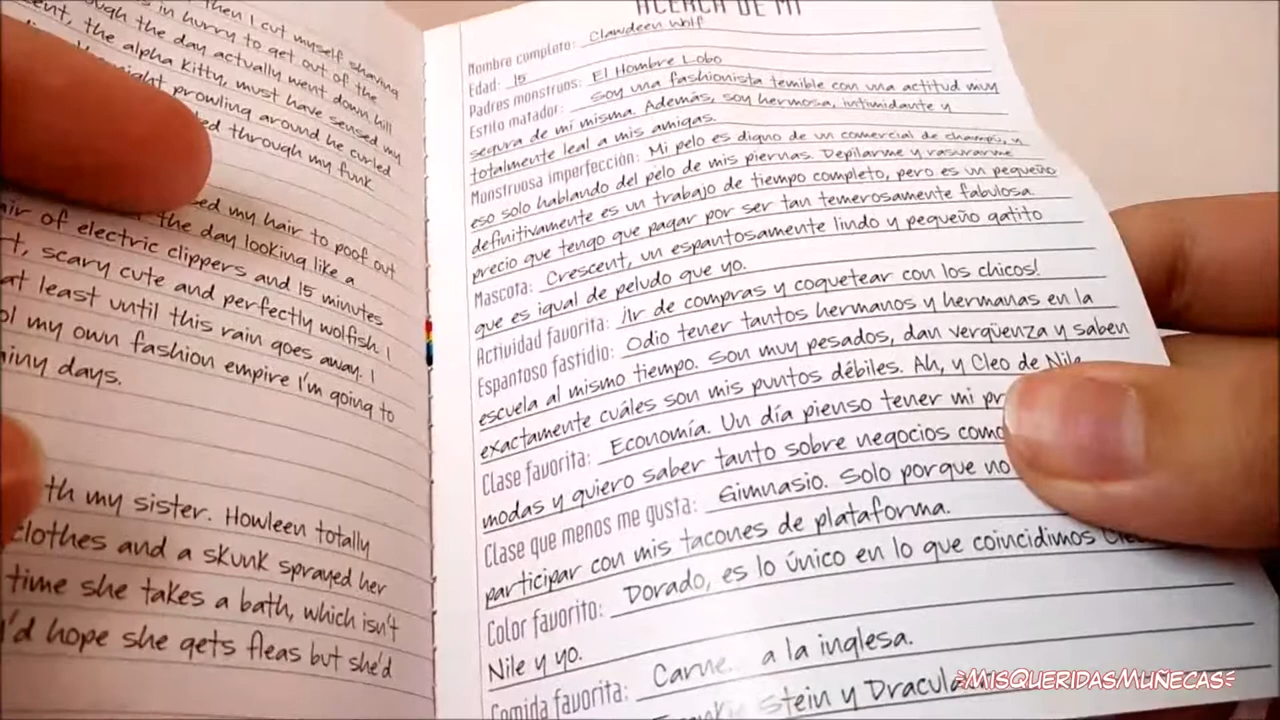 then I cut myself shaving
in hurry to get out of the
ough the day actually went down hill
ent, the alpha kitty, must have sensed my
night prowling around he curled
ed through my funk
ed my hair to poof out
the day looking like a
air of electric clippers and 15 minutes
rt, scary cute and perfectly wolfish I
at least until this rain goes away. I
ol my own fashion empire I'm going to
ainy days.
th my sister. Howleen totally
clothes and a skunk sprayed her
time she takes a bath, which isn't
I'd hope she gets fleas but she'd
ACERCA DE MI
Nombre completo: Clawdeen Wolf
Edad: 15
Padres monstruos: El Hombre Lobo
Estilo matador: Soy una fashionista temible con una actitud muy
segura de mí misma. Además, soy hermosa, intimidante y
totalmente leal a mis amigas.
Monstruosa imperfección: Mi pelo es digno de un comercial de champú, y
eso solo hablando del pelo de mis piernas. Depilarme y rasurarme
definitivamente es un trabajo de tiempo completo, pero es un pequeño
precio que tengo que pagar por ser tan temerosamente fabulosa.
Mascota: Crescent, un espantosamente lindo y pequeño gatito
que es igual de peludo que yo.
Actividad favorita: ¡Ir de compras y coquetear con los chicos!
Espantoso fastidio: Odio tener tantos hermanos y hermanas en la
escuela al mismo tiempo. Son muy pesados, dan vergüenza y saben
exactamente cuáles son mis puntos débiles. Ah, y Cleo de Nile
Clase favorita: Economía. Un día pienso tener mi pr
modas y quiero saber tanto sobre negocios como
Clase que menos me gusta: Gimnasio. Solo porque no
participar con mis tacones de plataforma.
Color favorito: Dorado, es lo único en lo que coincidimos
Nile y yo.
Comida favorita: Carne a la inglesa.
stein y Dracula
MISQUERIDASMUÑECAS